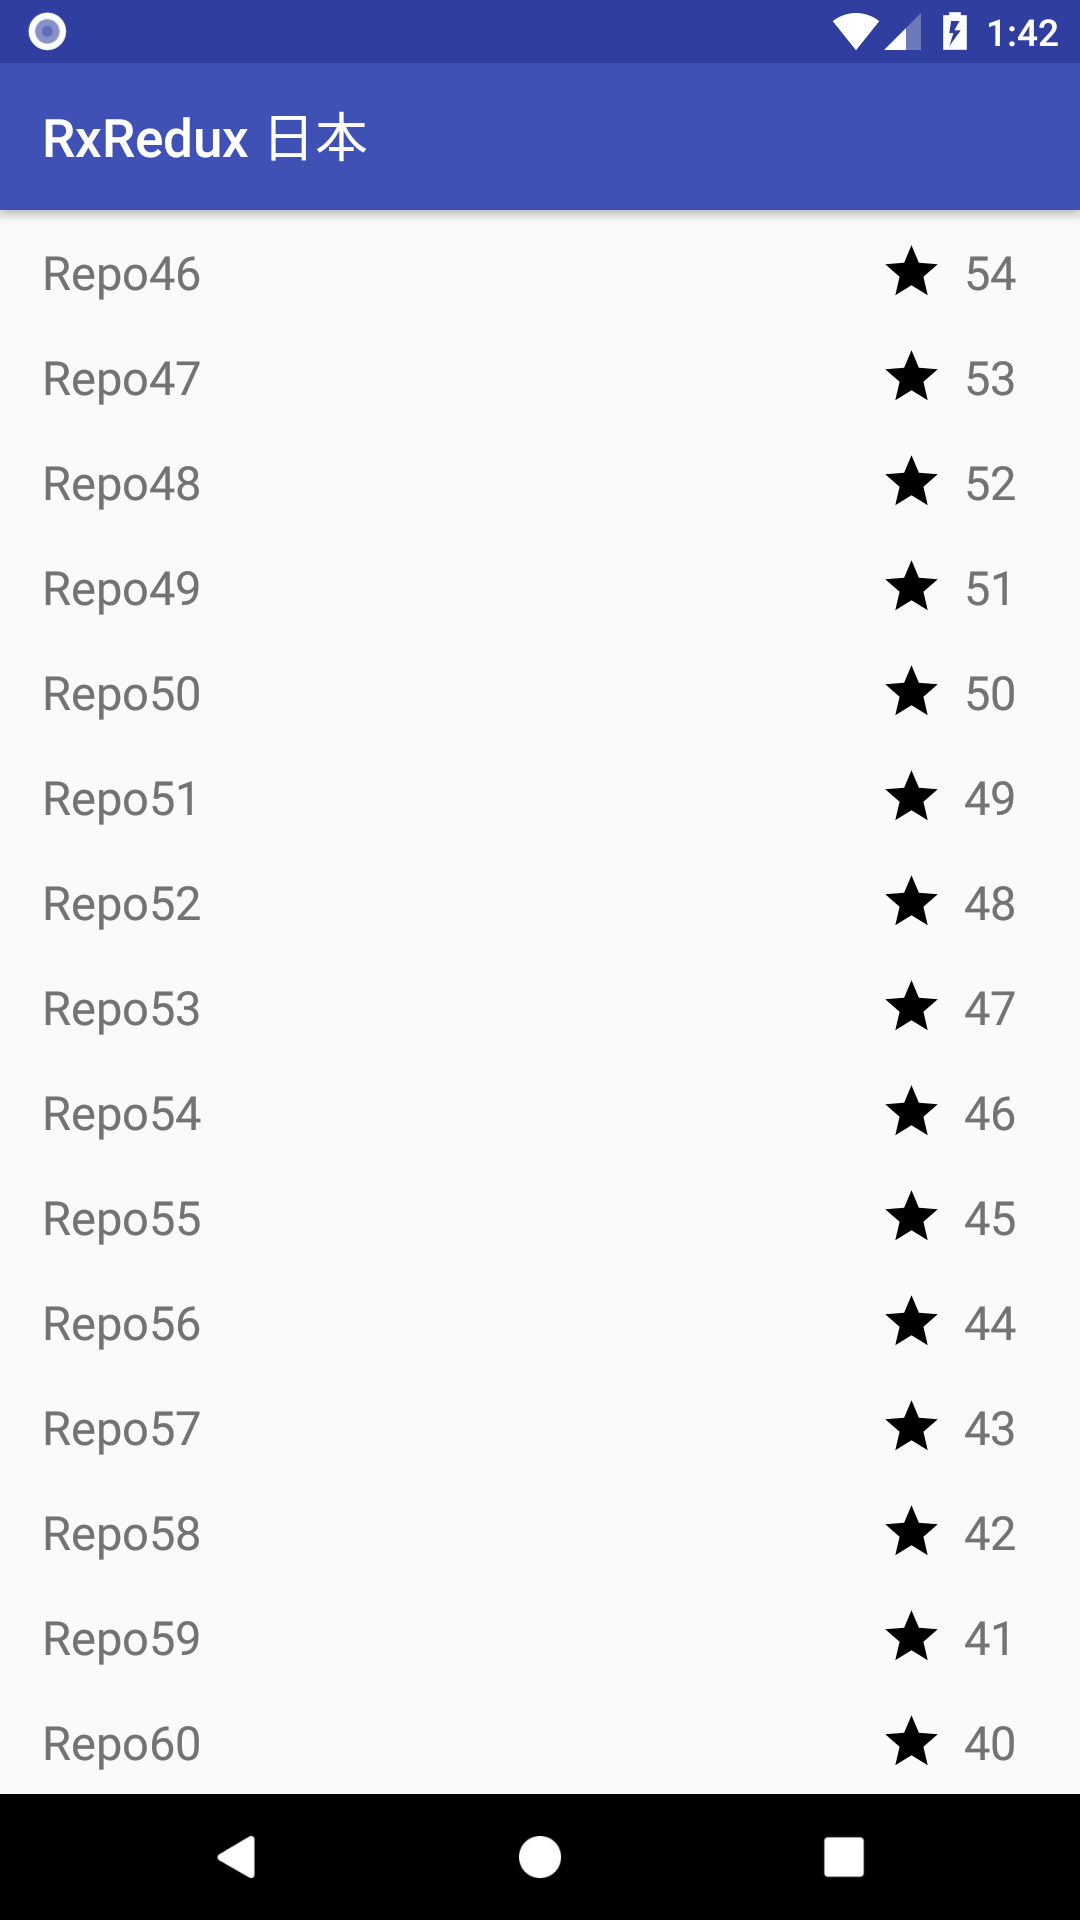 1:42
RxRedux 日本
Repo46 54
Repo47 53
Repo48 52
Repo49 51
Repo50 50
Repo51 49
Repo52 48
Repo53 47
Repo54 46
Repo55 45
Repo56 44
Repo57 43
Repo58 42
Repo59 41
Repo60 40